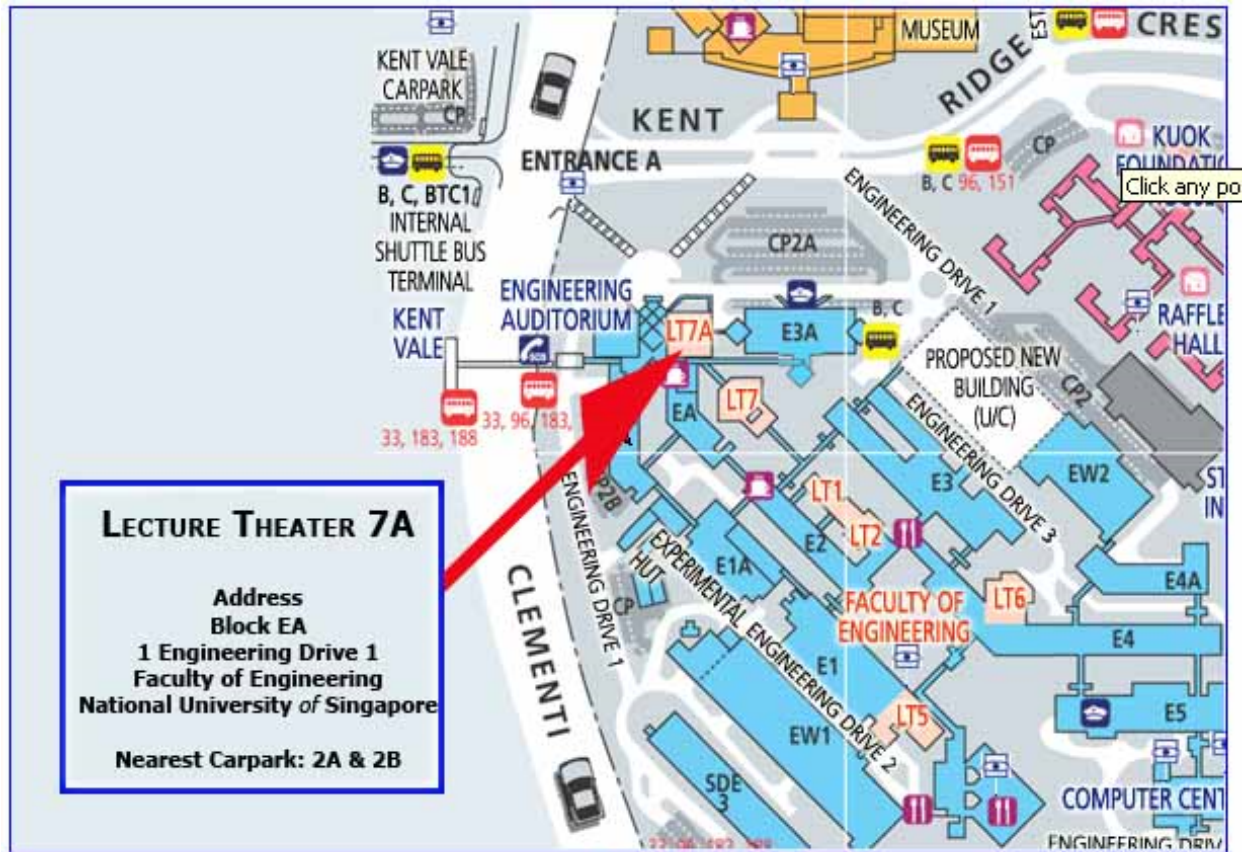 MUSEUM
EST
CRES
RIDGE
KENT VALE
CARPARK
CP
KENT
ENTRANCE A
CP
KUOK
FOUNDATIO
Click any po
B, C 96, 151
B, C, BTC1
INTERNAL
SHUTTLE BUS
TERMINAL
ENGINEERING DRIVE 1
CP2A
ENGINEERING
AUDITORIUM
KENT
VALE
SOS
LT7A
E3A
B, C
RAFFLE
HALL
PROPOSED NEW
BUILDING
(U/C)
CP2
33, 183, 188
33, 96, 183,
EA
LT7
ENGINEERING DRIVE 3
E3
EW2
ST
IN
LT1
LT2
P2B
ENGINEERING DRIVE 1
HUT
E1A
E2
EXPERIMENTAL ENGINEERING DRIVE 2
CP
FACULTY OF
ENGINEERING
LT6
E4A
E4
E1
LT5
E5
EW1
SDE
3
COMPUTER CENT
ENGINEERING DRIV
CLEMENTI
LECTURE THEATER 7A
Address
Block EA
1 Engineering Drive 1
Faculty of Engineering
National University of Singapore
Nearest Carpark: 2A & 2B